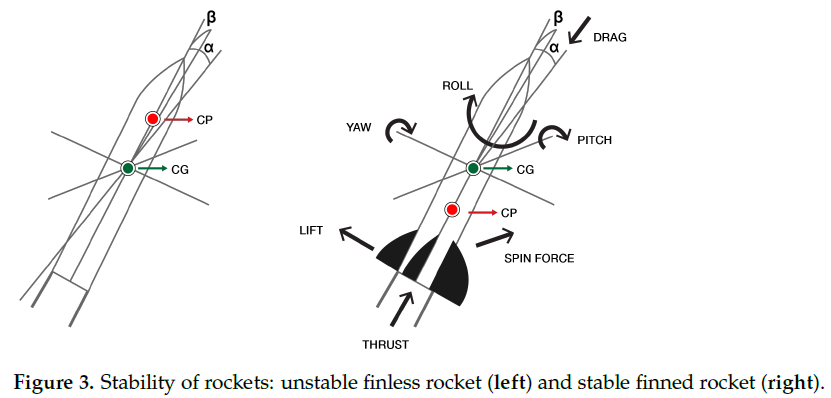 β
α
CP
CG
β
α
DRAG
ROLL
YAW
PITCH
CG
CP
LIFT
SPIN FORCE
THRUST
Figure 3. Stability of rockets: unstable finless rocket (left) and stable finned rocket (right).